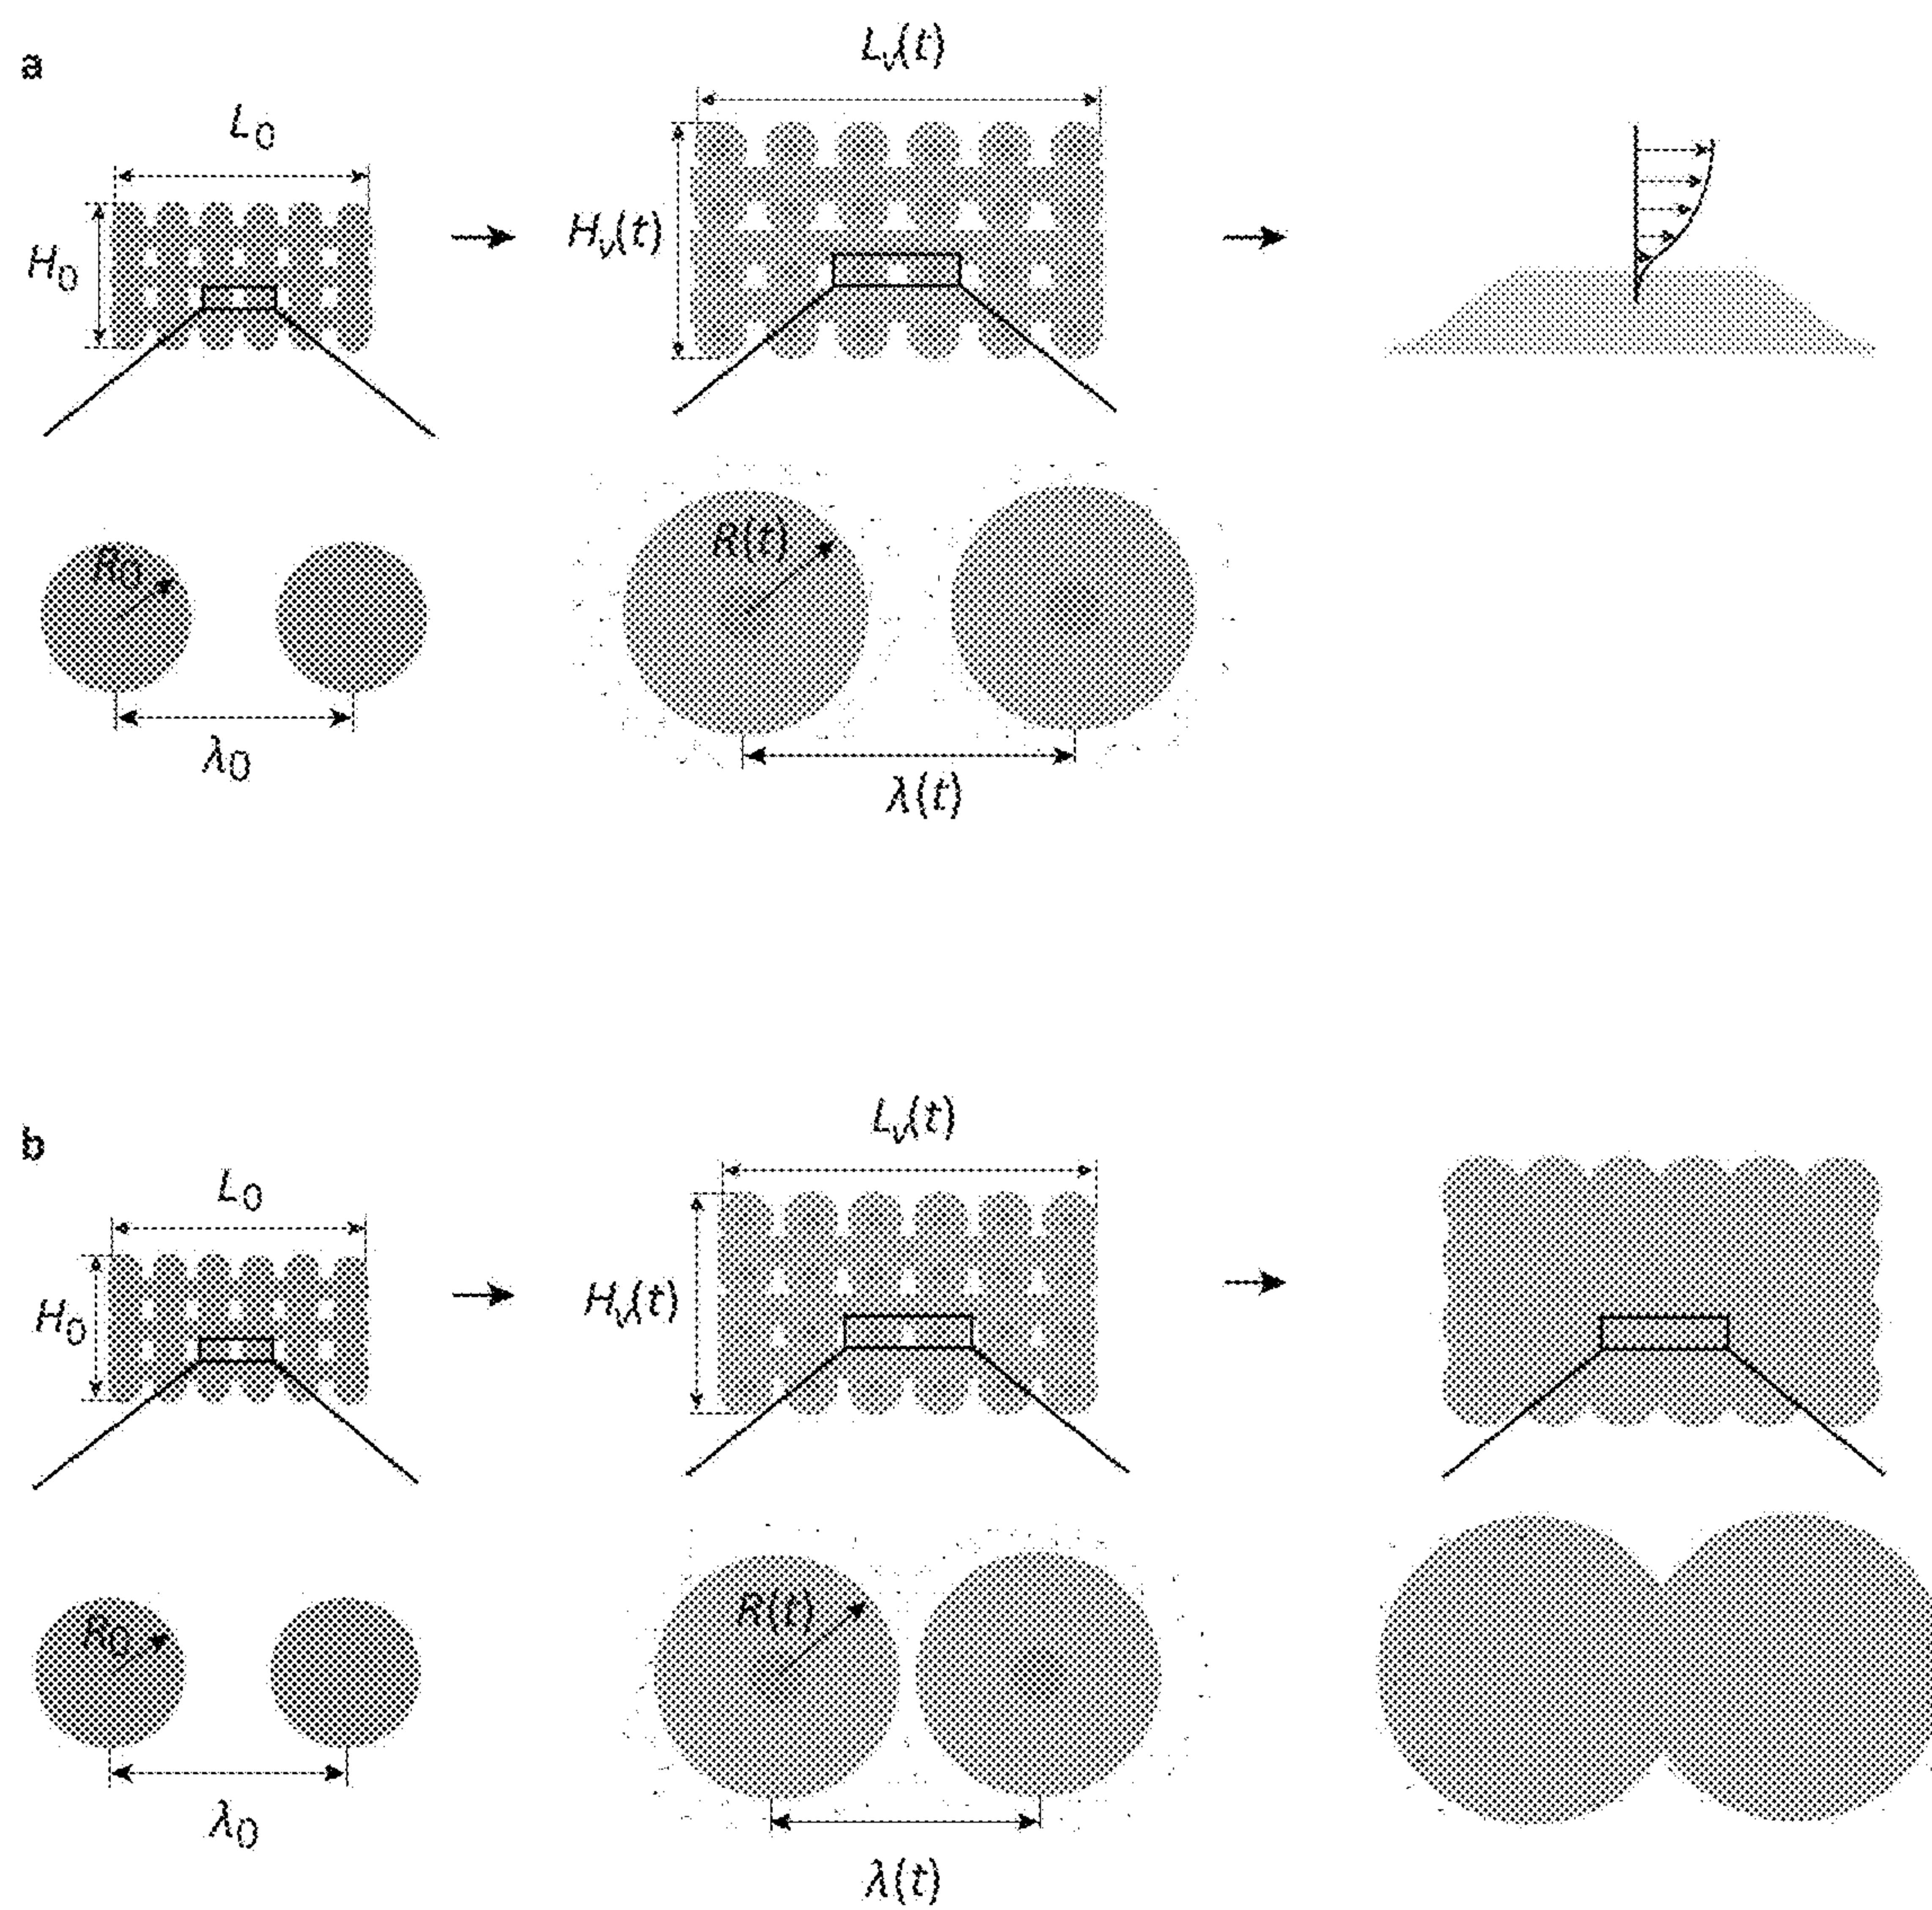 a
L0
Lv(t)
H0
Hv(t)
R0
R(t)
λ0
λ(t)
b
L0
Lv(t)
H0
Hv(t)
R0
R(t)
λ0
λ(t)